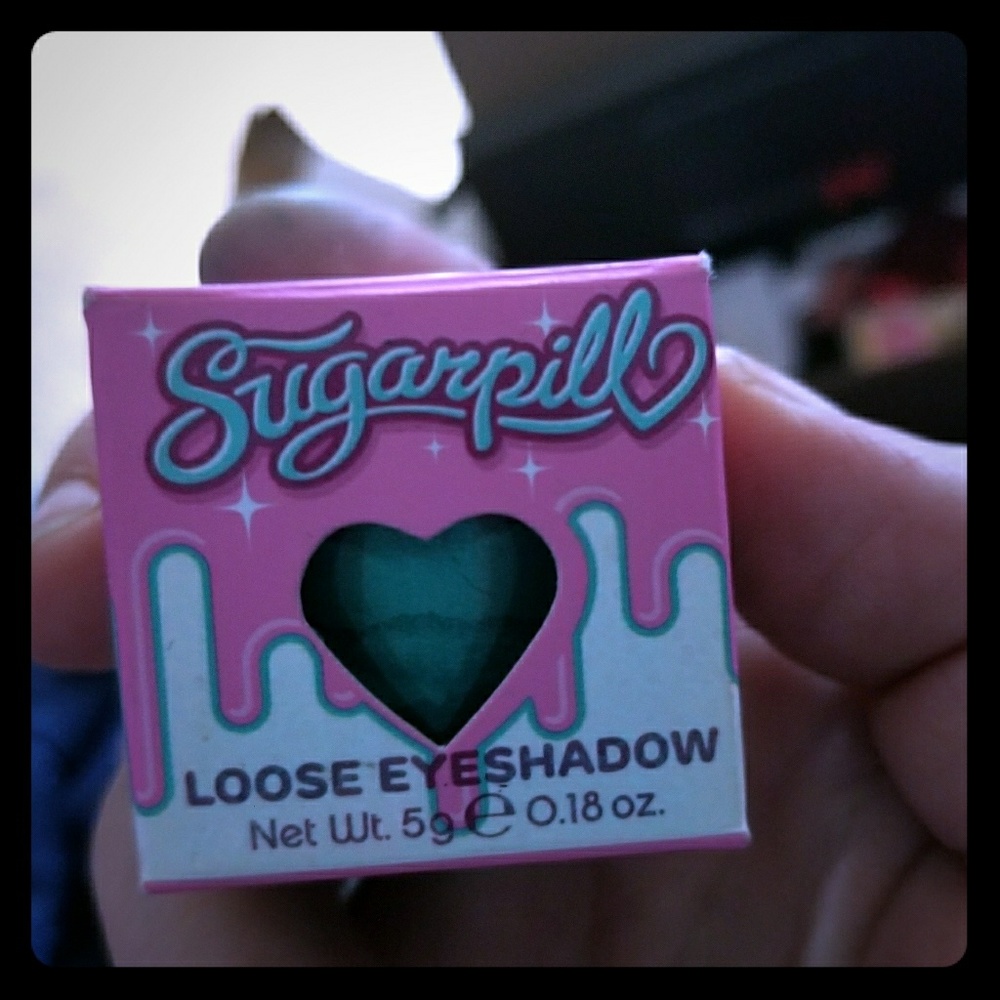 Sugarpill
LOOSE EYESHADOW
Net Wt. 5g ℮ 0.18 oz.